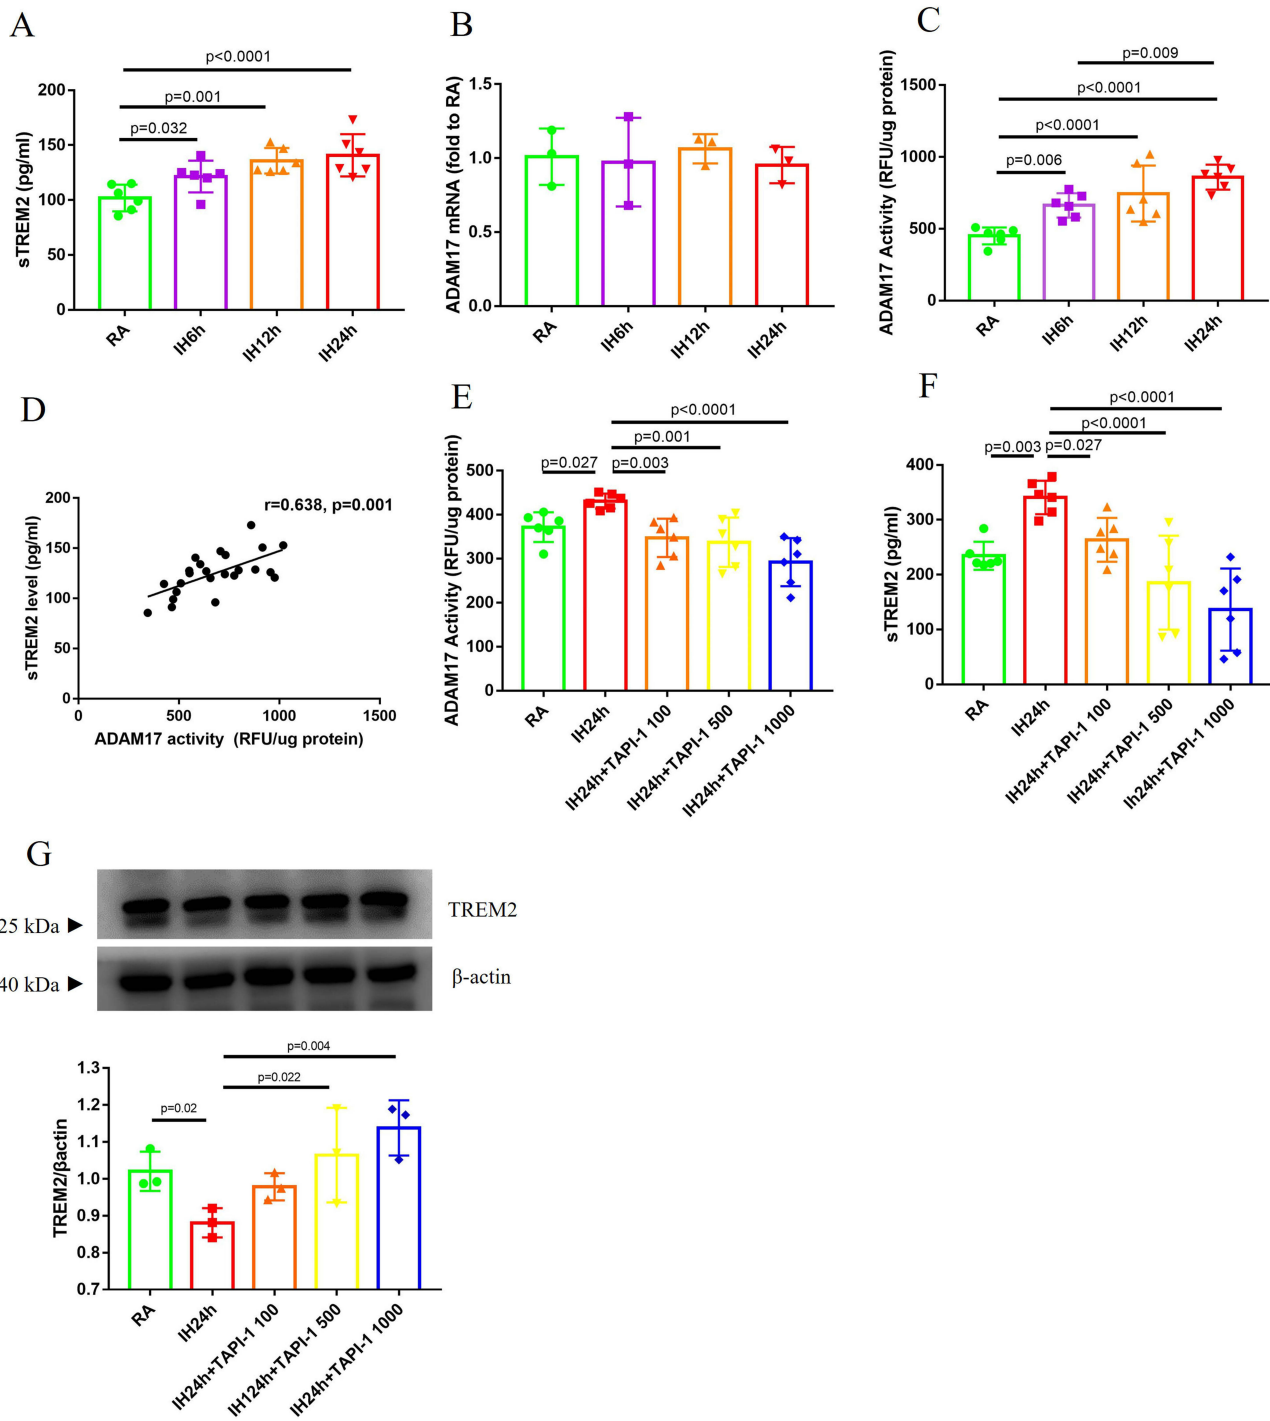 A
p<0.0001
p=0.001
p=0.032
sTREM2 (pg/ml)
200
150
100
50
0
RA
IH6h
IH12h
IH24h
B
ADAM17 mRNA (fold to RA)
1.5
1.0
0.5
0.0
RA
IH6h
IH12h
IH24h
C
p=0.009
p<0.0001
p<0.0001
p=0.006
ADAM17 Activity (RFU/ug protein)
1500
1000
500
0
RA
IH6h
IH12h
IH24h
D
r=0.638, p=0.001
sTREM2 level (pg/ml)
200
150
100
50
0
0
500
1000
1500
ADAM17 activity (RFU/ug protein)
E
p<0.0001
p=0.001
p=0.027
p=0.003
ADAM17 Activity (RFU/ug protein)
500
400
300
200
100
0
RA
IH24h
IH24h+TAPI-1 100
IH24h+TAPI-1 500
IH24h+TAPI-1 1000
F
p<0.0001
p<0.0001
p=0.003
p=0.027
sTREM2 (pg/ml)
400
300
200
100
0
RA
IH24h
IH24h+TAPI-1 100
IH24h+TAPI-1 500
Ih24h+TAPI-1 1000
G
25 kDa
TREM2
40 kDa
β-actin
p=0.004
p=0.022
p=0.02
TREM2/βactin
1.3
1.2
1.1
1.0
0.9
0.8
0.7
RA
IH24h
IH24h+TAPI-1 100
IH124h+TAPI-1 500
IH24h+TAPI-1 1000